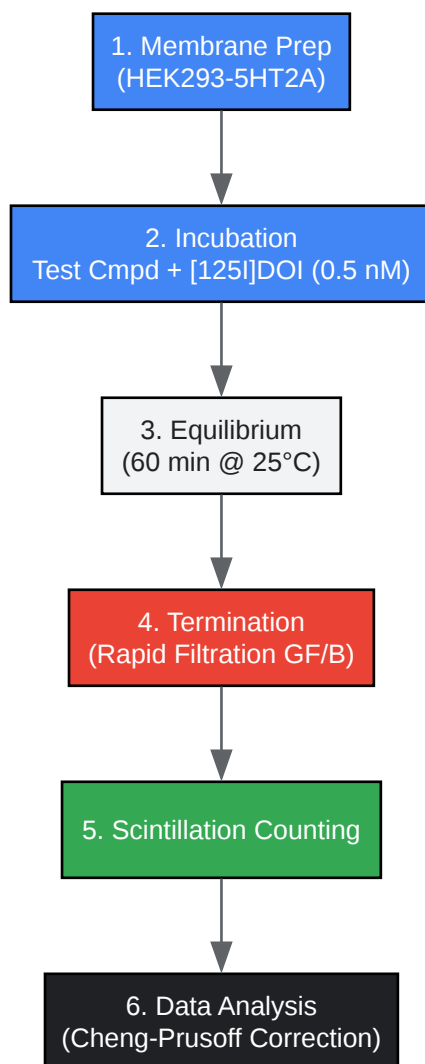 1. Membrane Prep
(HEK293-5HT2A)
2. Incubation
Test Cmpd + [125I]DOI (0.5 nM)
3. Equilibrium
(60 min @ 25°C)
4. Termination
(Rapid Filtration GF/B)
5. Scintillation Counting
6. Data Analysis
(Cheng-Prusoff Correction)